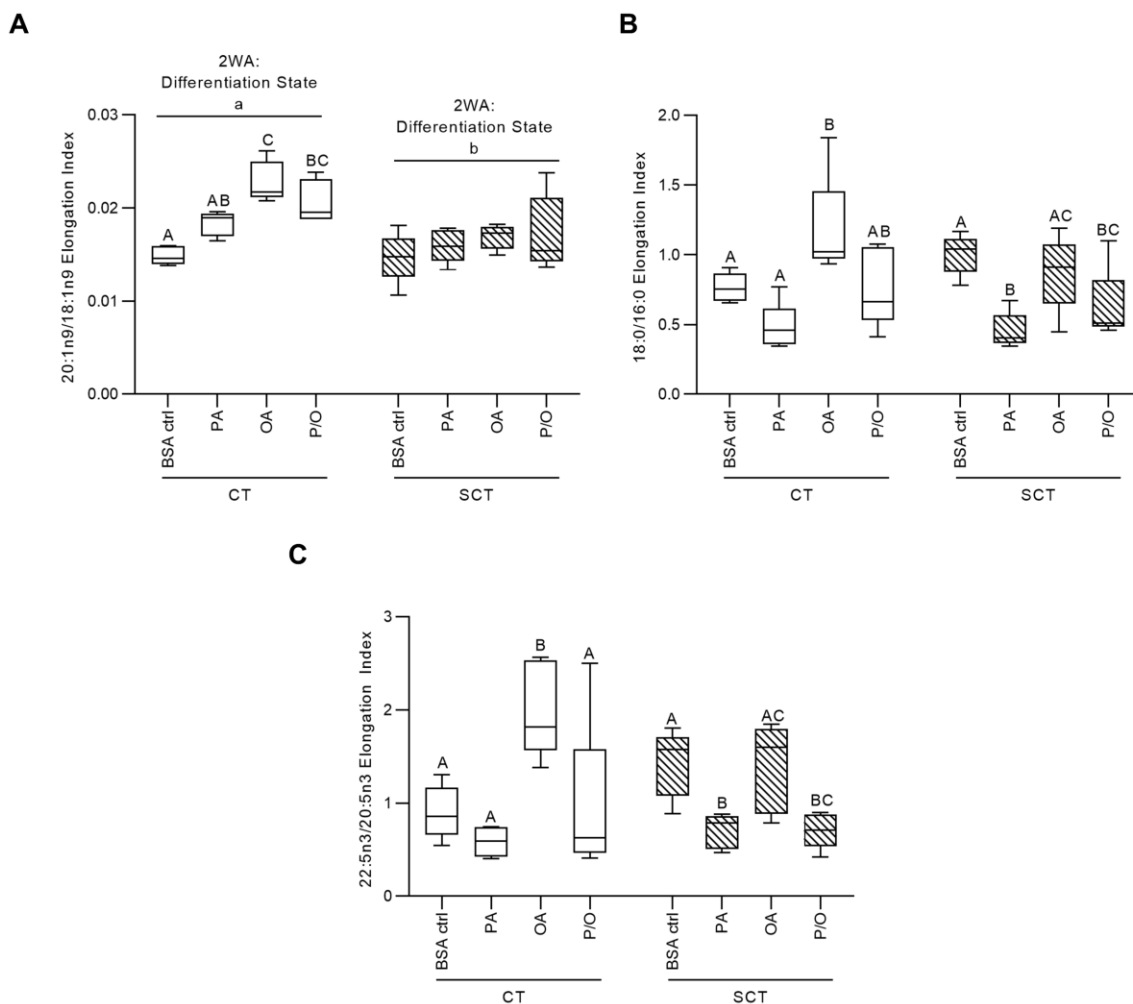 A
2WA:
Differentiation State
a
2WA:
Differentiation State
b
20:1n9/18:1n9 Elongation Index
0.03
0.02
0.01
0.00
A
AB
C
BC
BSA ctrl
PA
OA
P/O
BSA ctrl
PA
OA
P/O
CT
SCT
B
18:0/16:0 Elongation Index
2.0
1.5
1.0
0.5
0.0
A
A
B
AB
A
B
AC
BC
BSA ctrl
PA
OA
P/O
BSA ctrl
PA
OA
P/O
CT
SCT
C
22:5n3/20:5n3 Elongation Index
3
2
1
0
A
A
B
A
A
B
AC
BC
BSA ctrl
PA
OA
P/O
BSA ctrl
PA
OA
P/O
CT
SCT